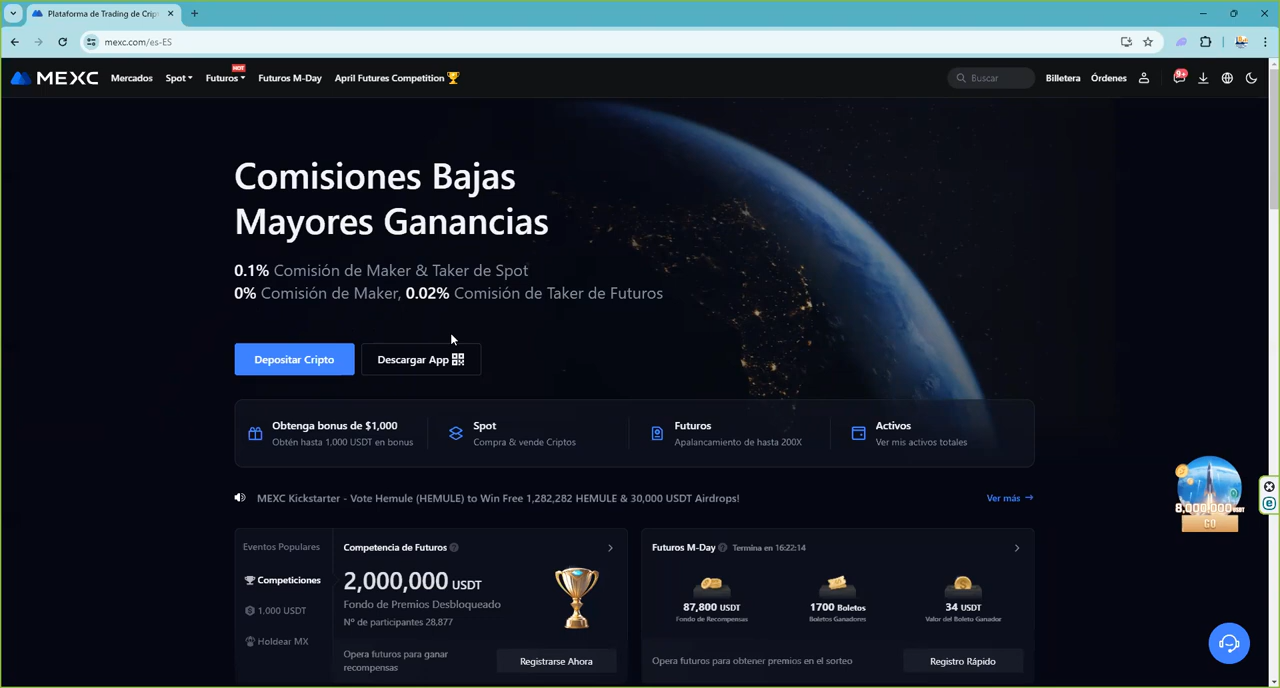 Plataforma de Trading de Crip
mexc.com/es-ES
MEXC Mercados Spot Futuros HOT Futuros M-Day April Futures Competition Buscar Billetera Órdenes 9+
Comisiones Bajas
Mayores Ganancias
0.1% Comisión de Maker & Taker de Spot
0% Comisión de Maker, 0.02% Comisión de Taker de Futuros
Depositar Cripto Descargar App
Obtenga bonus de $1,000
Obtén hasta 1,000 USDT en bonus
Spot
Compra & vende Criptos
Futuros
Apalancamiento de hasta 200X
Activos
Ver mis activos totales
8,000,000 USDT
GO
MEXC Kickstarter - Vote Hemule (HEMULE) to Win Free 1,282,282 HEMULE & 30,000 USDT Airdrops!
Ver más →
Eventos Populares
Competiciones
1,000 USDT
Holdear MX
Competencia de Futuros
2,000,000 USDT
Fondo de Premios Desbloqueado
Nº de participantes 28,877
Opera futuros para ganar
recompensas
Registrarse Ahora
Futuros M-Day Termina en 16:22:14
87,800 USDT
Fondo de Recompensas
1700 Boletos
Boletos Ganadores
34 USDT
Valor del Boleto Ganador
Opera futuros para obtener premios en el sorteo
Registro Rápido